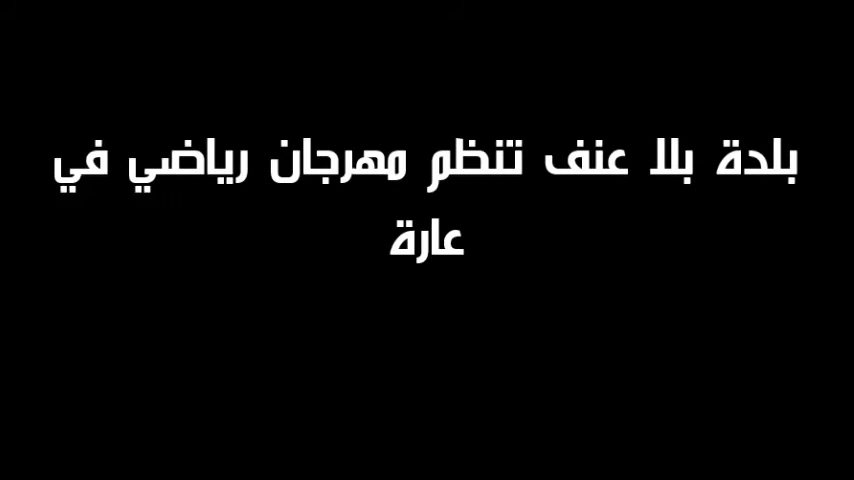 بلدة بلا عنف تنظم مهرجان رياضي في
عارة